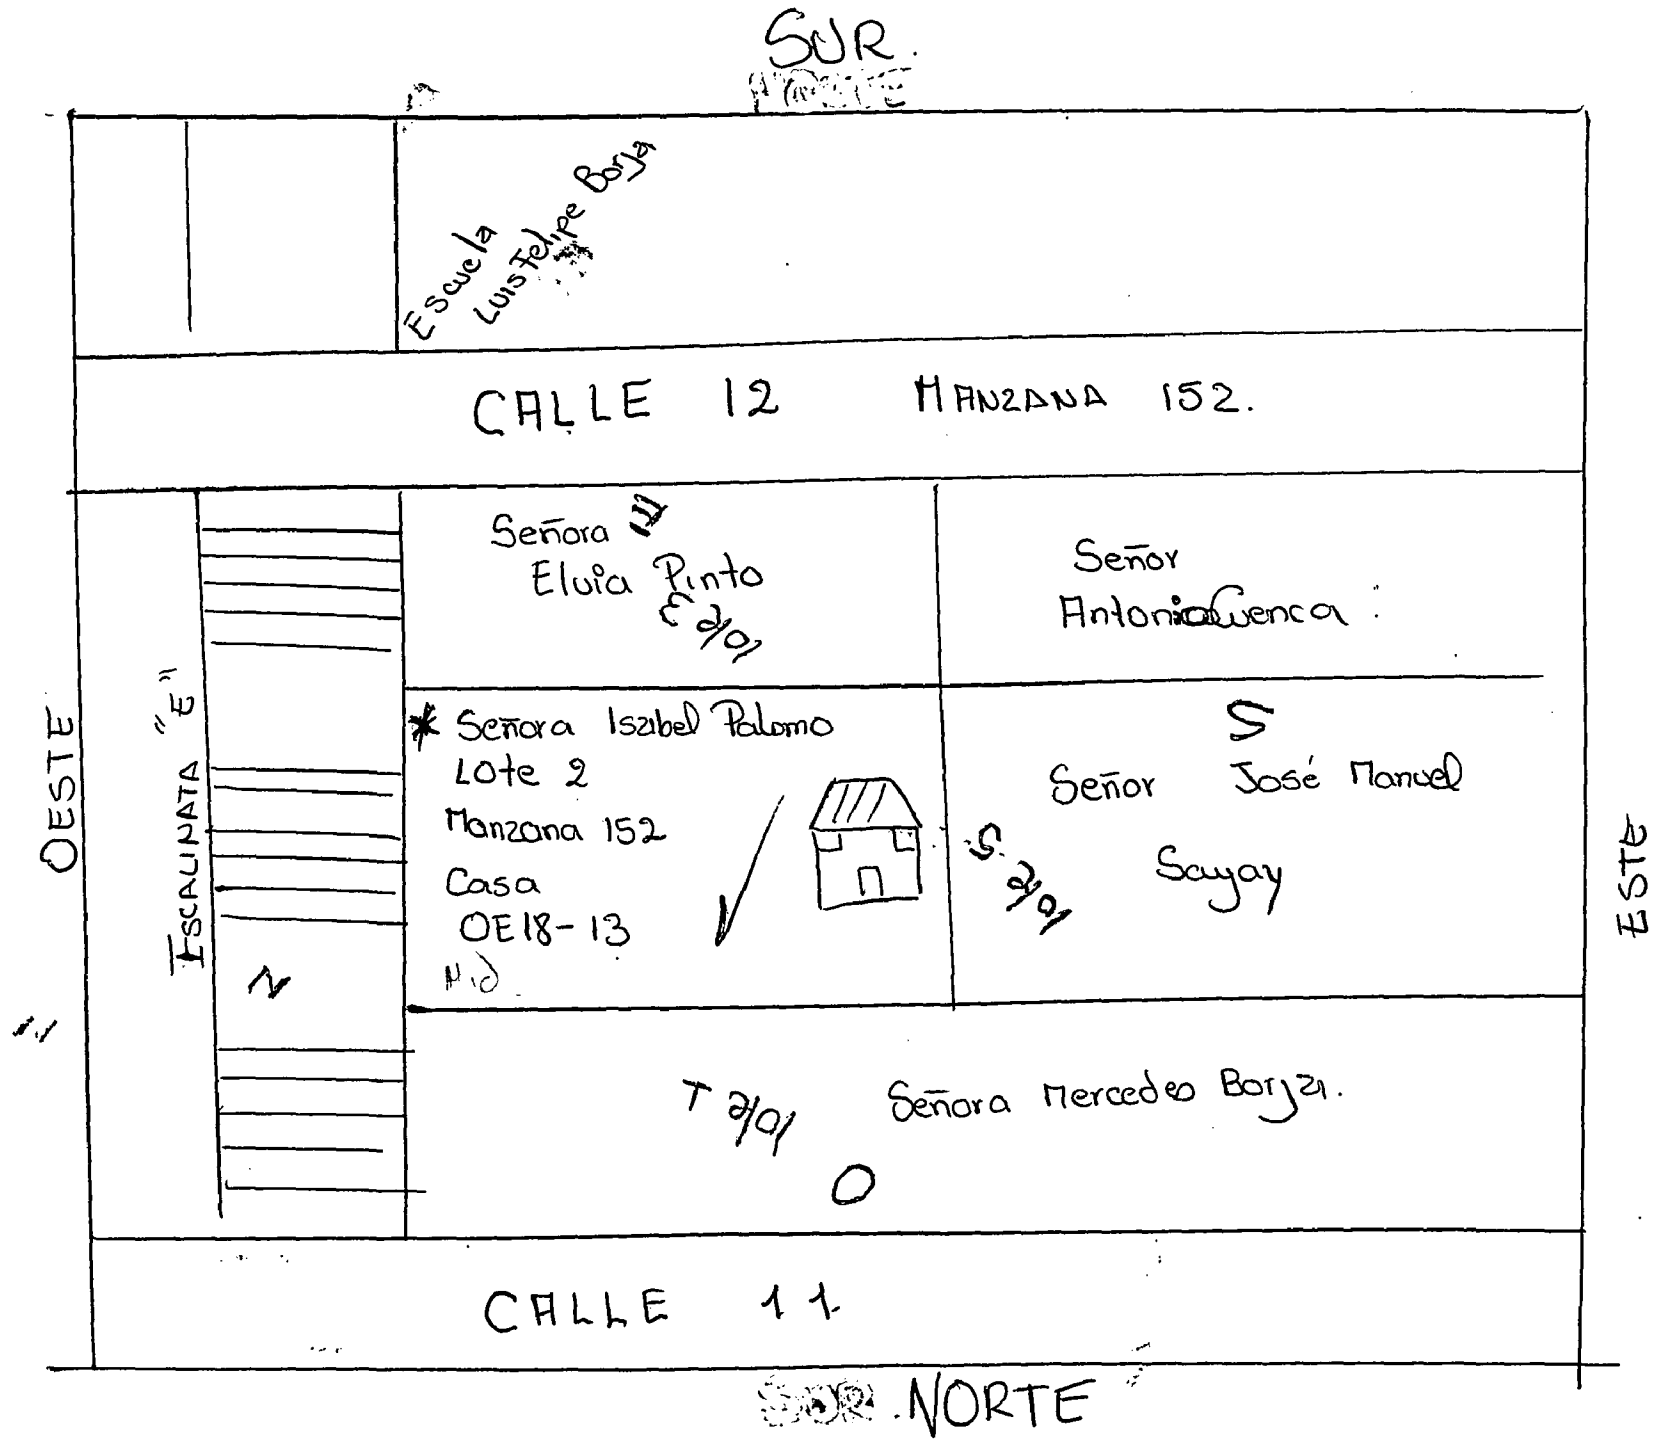 SUR.
Escuela
Luis Felipe Borja
CALLE 12 MANZANA 152.
Señora
Elvia Pinto
Señor
Antonio Cuenca
OESTE
ESCALINATA "E"
* Señora Isabel Palomo
Lote 2
Manzana 152
Casa
OE18-13
N
S
Señor José Manuel
Sayay
S
ESTE
T
Señora Mercedes Borja.
O
CALLE 11
NORTE